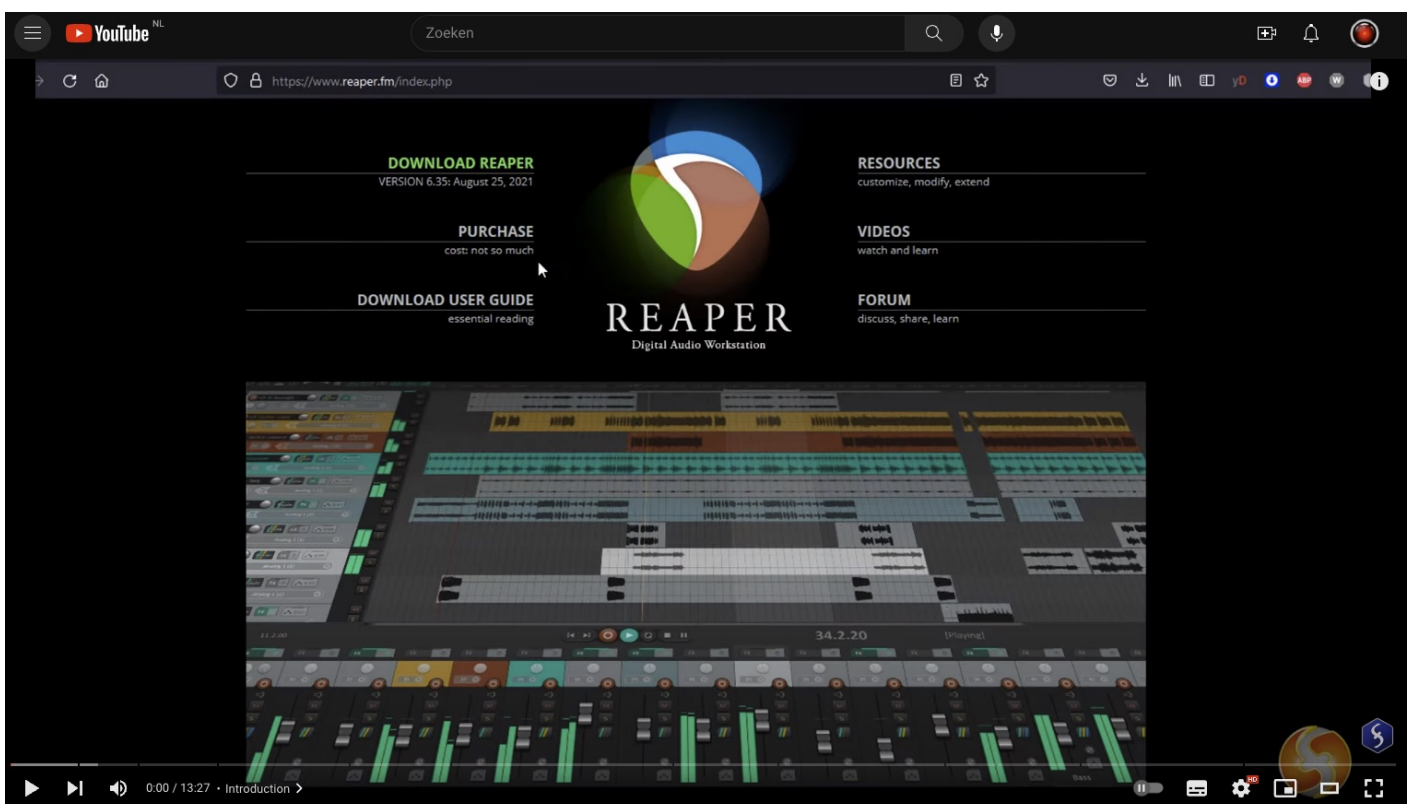 YouTube NL
Zoeken
https://www.reaper.fm/index.php
DOWNLOAD REAPER
VERSION 6.35: August 25, 2021
RESOURCES
customize, modify, extend
PURCHASE
cost: not so much
VIDEOS
watch and learn
DOWNLOAD USER GUIDE
essential reading
FORUM
discuss, share, learn
REAPER
Digital Audio Workstation
34.2.20
[Playing]
Bass
0:00 / 13:27 • Introduction
HD